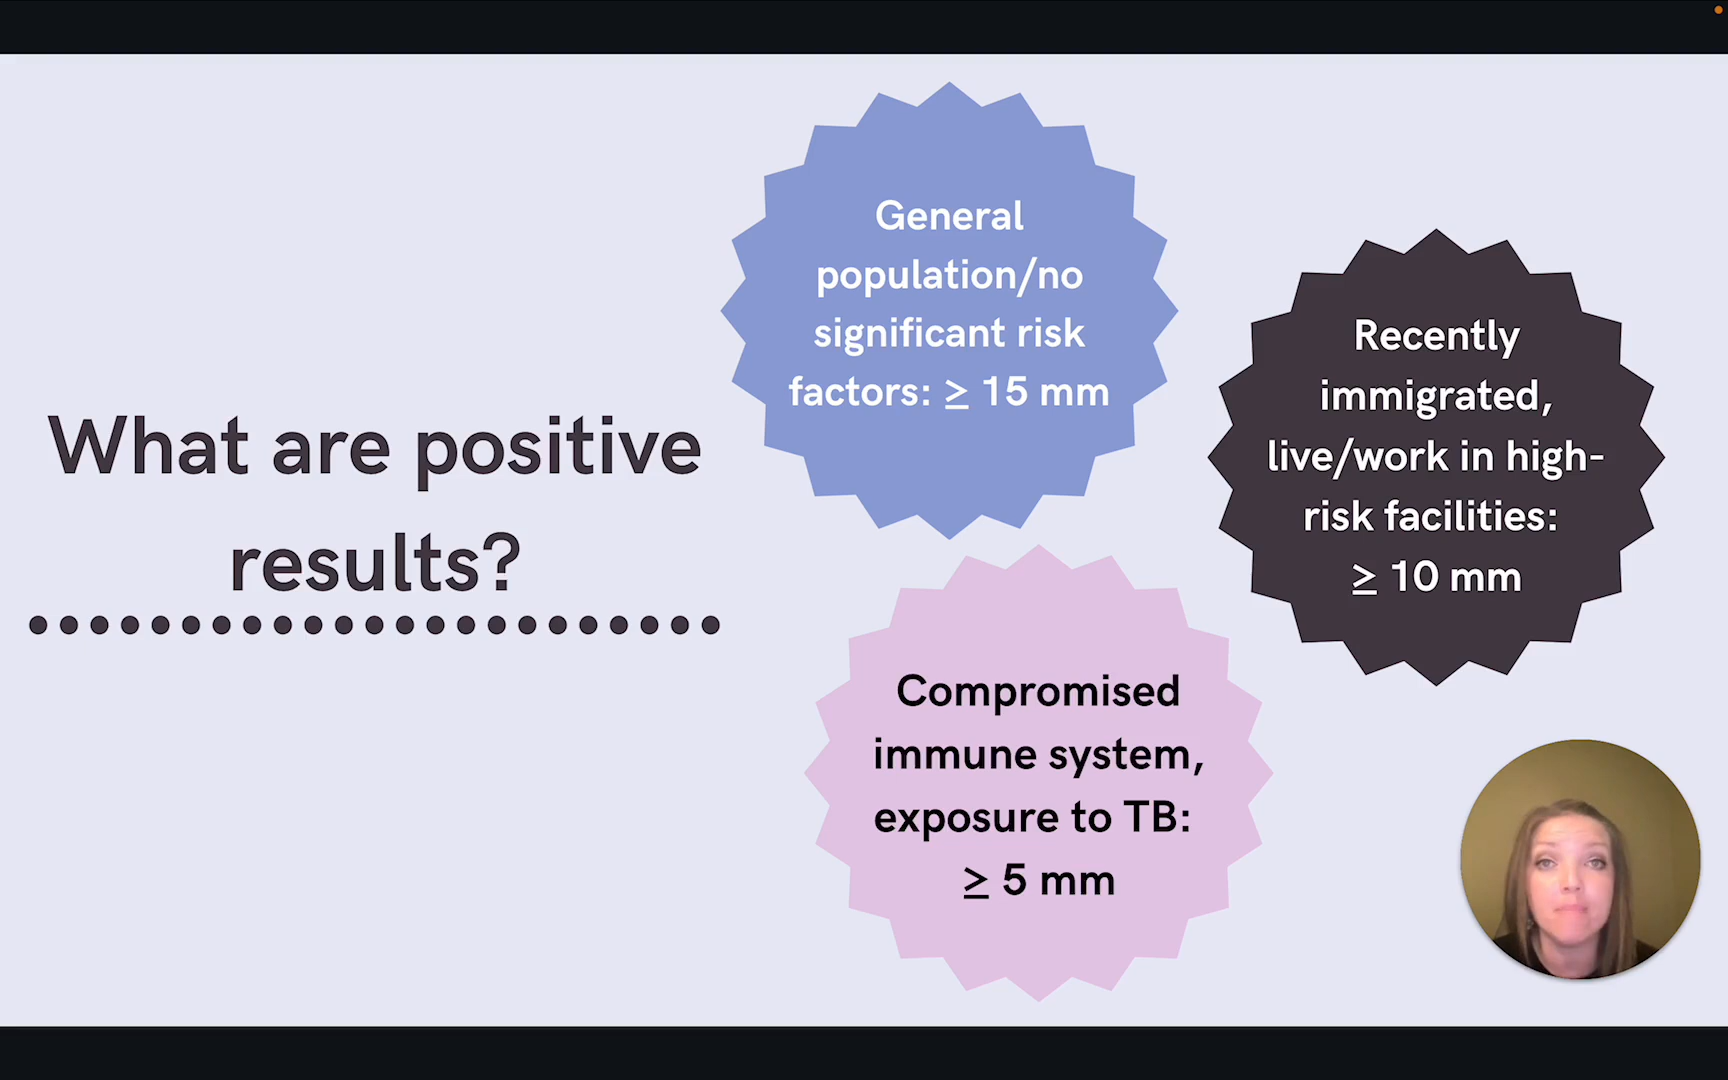 What are positive
results?
General
population/no
significant risk
factors: ≥ 15 mm
Recently
immigrated,
live/work in high-
risk facilities:
≥ 10 mm
Compromised
immune system,
exposure to TB:
≥ 5 mm